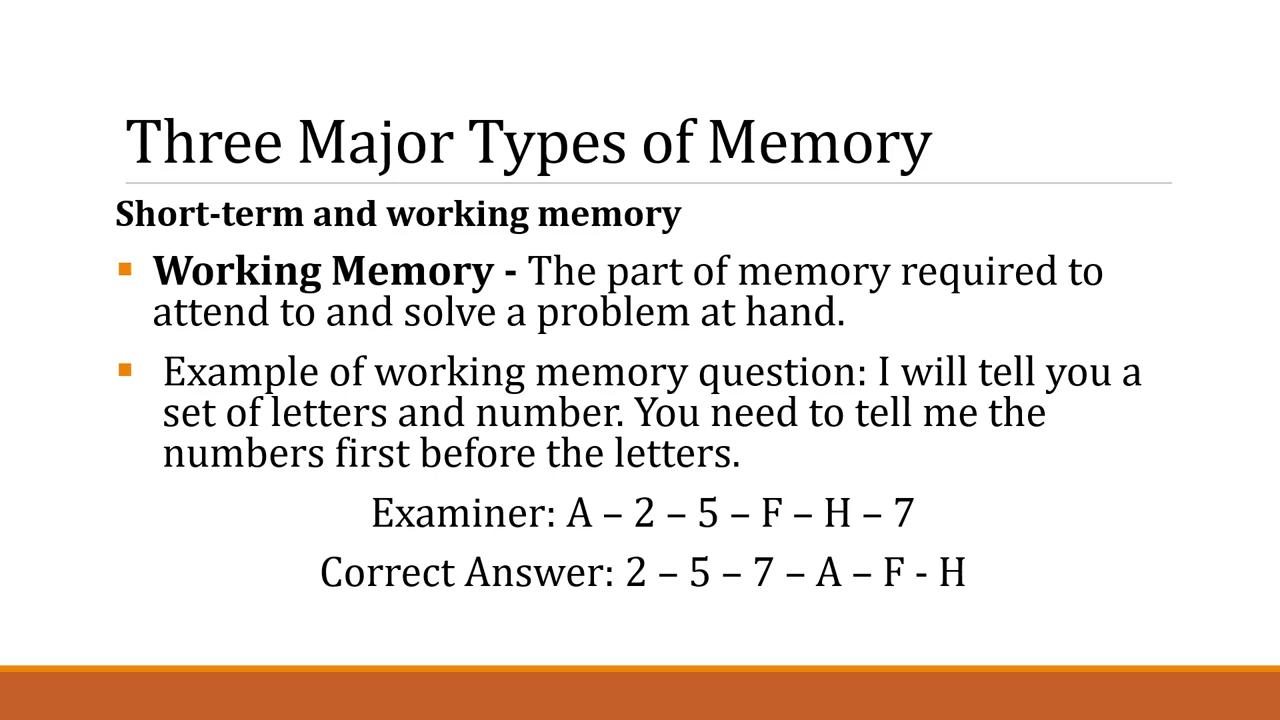 Three Major Types of Memory
Short-term and working memory
▪ Working Memory - The part of memory required to
attend to and solve a problem at hand.
▪ Example of working memory question: I will tell you a
set of letters and number. You need to tell me the
numbers first before the letters.
Examiner: A – 2 – 5 – F – H – 7
Correct Answer: 2 – 5 – 7 – A – F - H